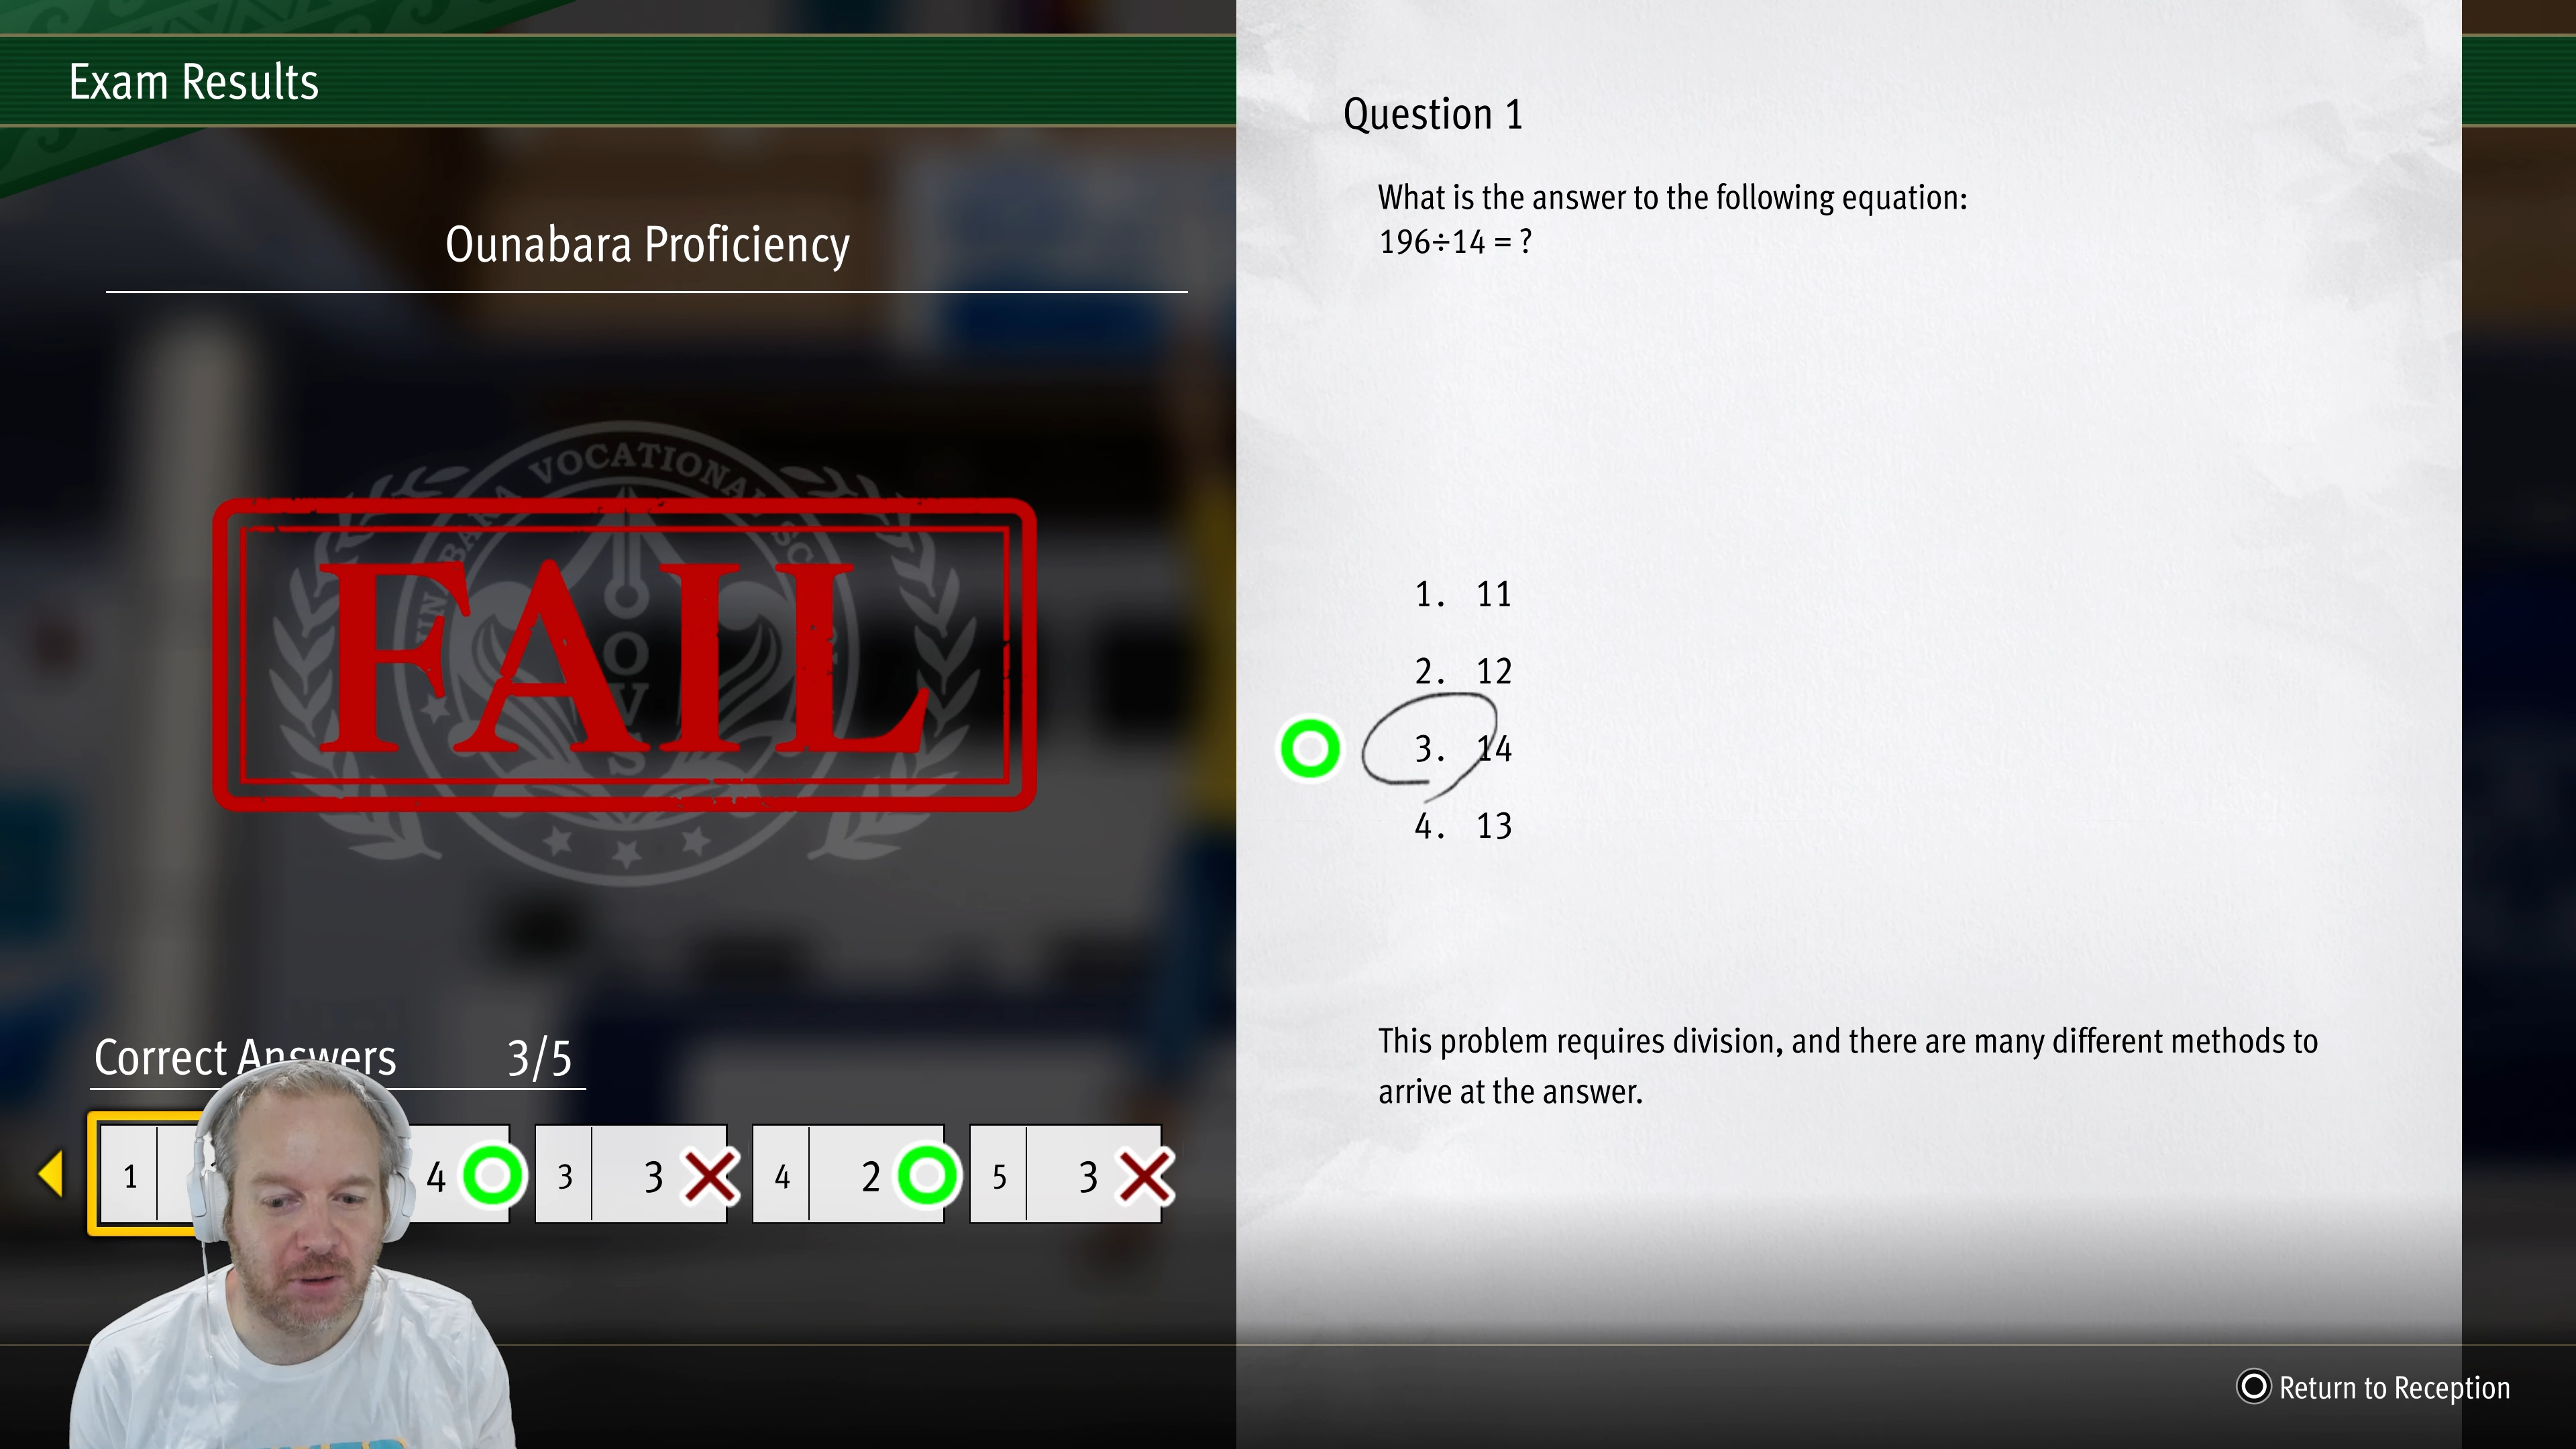 Exam Results
Ounabara Proficiency
VOCATIONAL
O
V
S
FAIL
Correct Answers 3/5
1
4
3 3
4 2
5 3
Question 1
What is the answer to the following equation:
196÷14 = ?
1. 11
2. 12
3. 14
4. 13
This problem requires division, and there are many different methods to
arrive at the answer.
Return to Reception